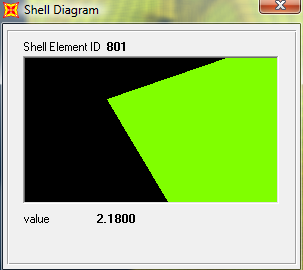 Shell Diagram
Shell Element ID 801
value 2.1800